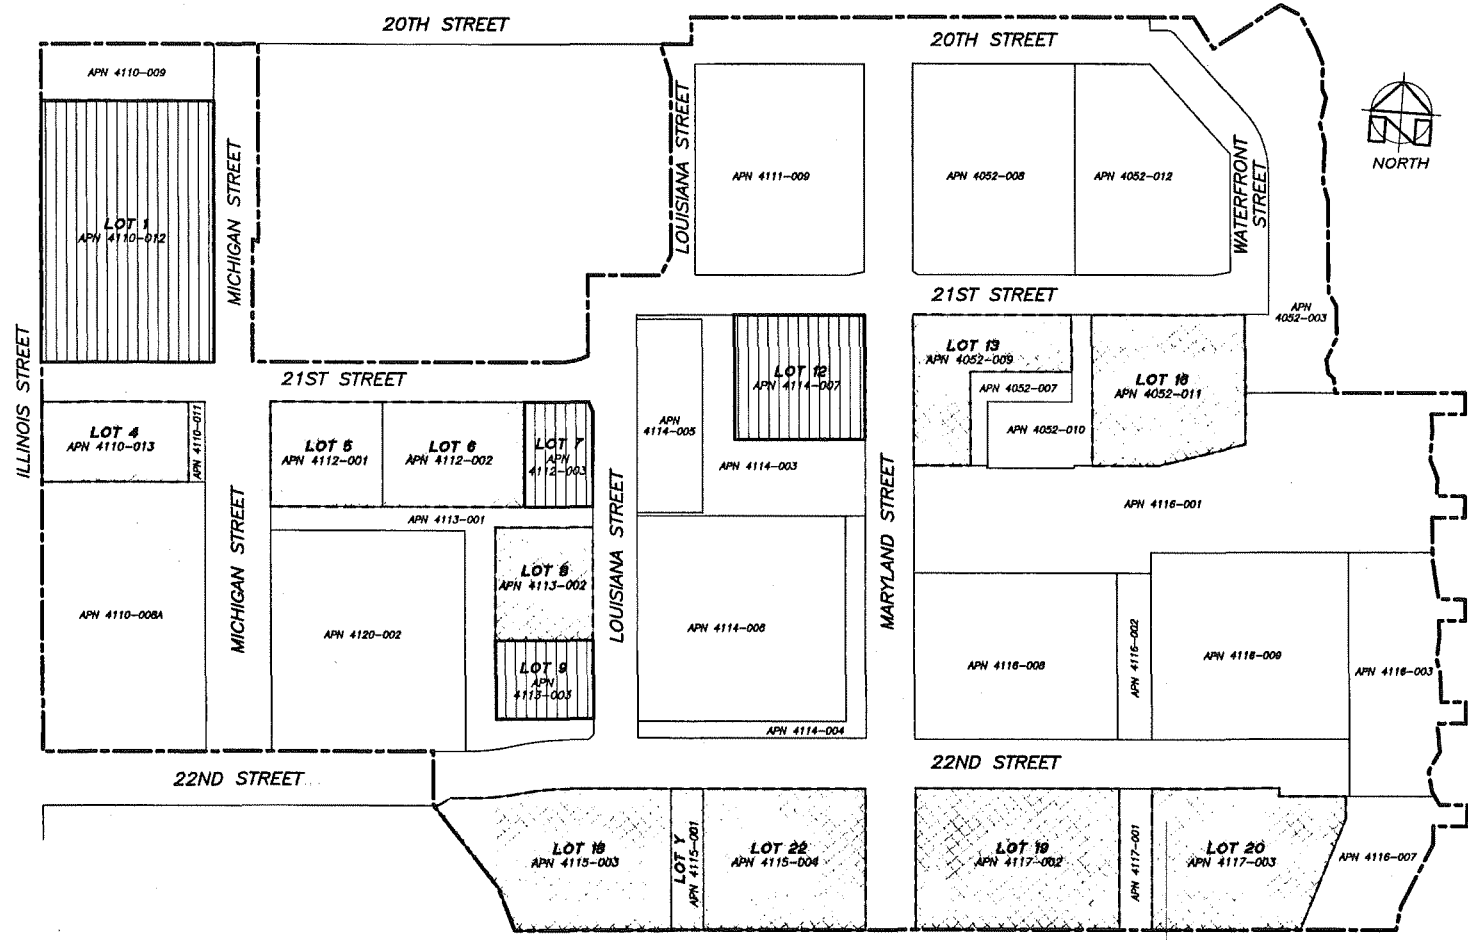 20TH STREET
20TH STREET
APN 4110-009
LOT 1
APN 4110-012
MICHIGAN STREET
LOUISIANA STREET
APN 4111-009
APN 4052-008
APN 4052-012
WATERFRONT
STREET
NORTH
ILLINOIS STREET
21ST STREET
21ST STREET
APN
4052-003
LOT 4
APN 4110-013
APN 4110-011
LOT 5
APN 4112-001
LOT 6
APN 4112-002
LOT 7
APN
4112-003
APN
4114-005
LOT 12
APN 4114-007
APN 4114-003
LOT 13
APN 4052-009
APN 4052-007
APN 4052-010
LOT 16
APN 4052-011
APN 4113-001
APN 4116-001
MICHIGAN STREET
LOUISIANA STREET
MARYLAND STREET
LOT 8
APN 4113-002
APN 4110-008A
APN 4120-002
LOT 9
APN
4113-003
APN 4114-006
APN 4114-004
APN 4116-008
APN 4116-002
APN 4116-009
APN 4116-003
22ND STREET
22ND STREET
LOT 18
APN 4115-003
LOT Y
APN 4115-001
LOT 22
APN 4115-004
LOT 19
APN 4117-002
APN 4117-001
LOT 20
APN 4117-003
APN 4116-007